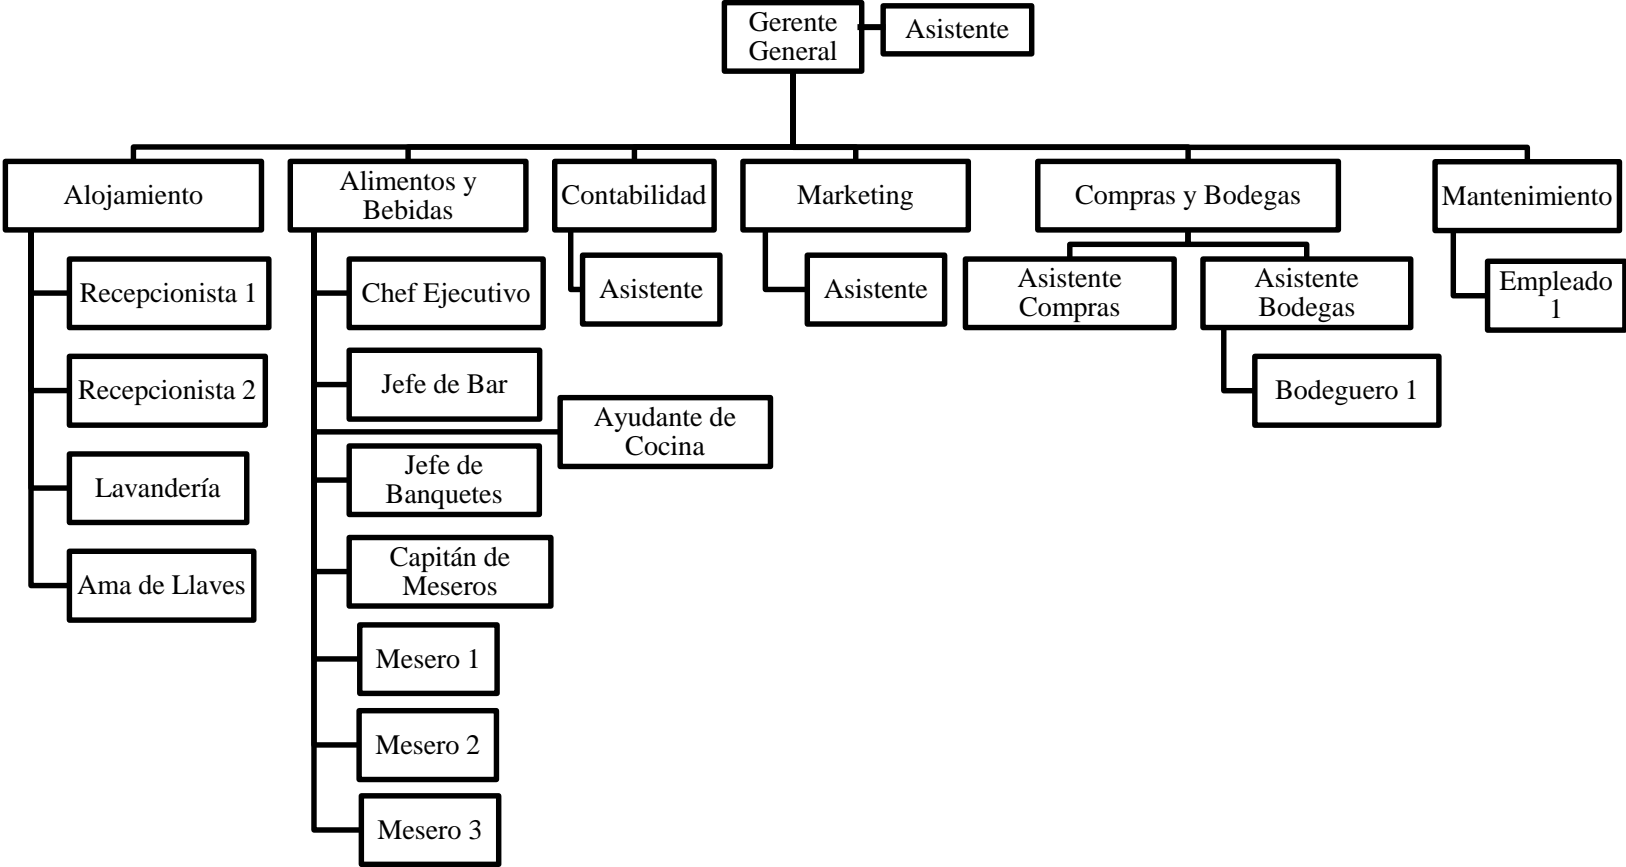 Gerente
General
Asistente
Alojamiento
Alimentos y
Bebidas
Contabilidad
Marketing
Compras y Bodegas
Mantenimiento
Recepcionista 1
Recepcionista 2
Lavandería
Ama de Llaves
Chef Ejecutivo
Jefe de Bar
Ayudante de
Cocina
Jefe de
Banquetes
Capitán de
Meseros
Mesero 1
Mesero 2
Mesero 3
Asistente
Asistente
Asistente
Compras
Asistente
Bodegas
Bodeguero 1
Empleado
1